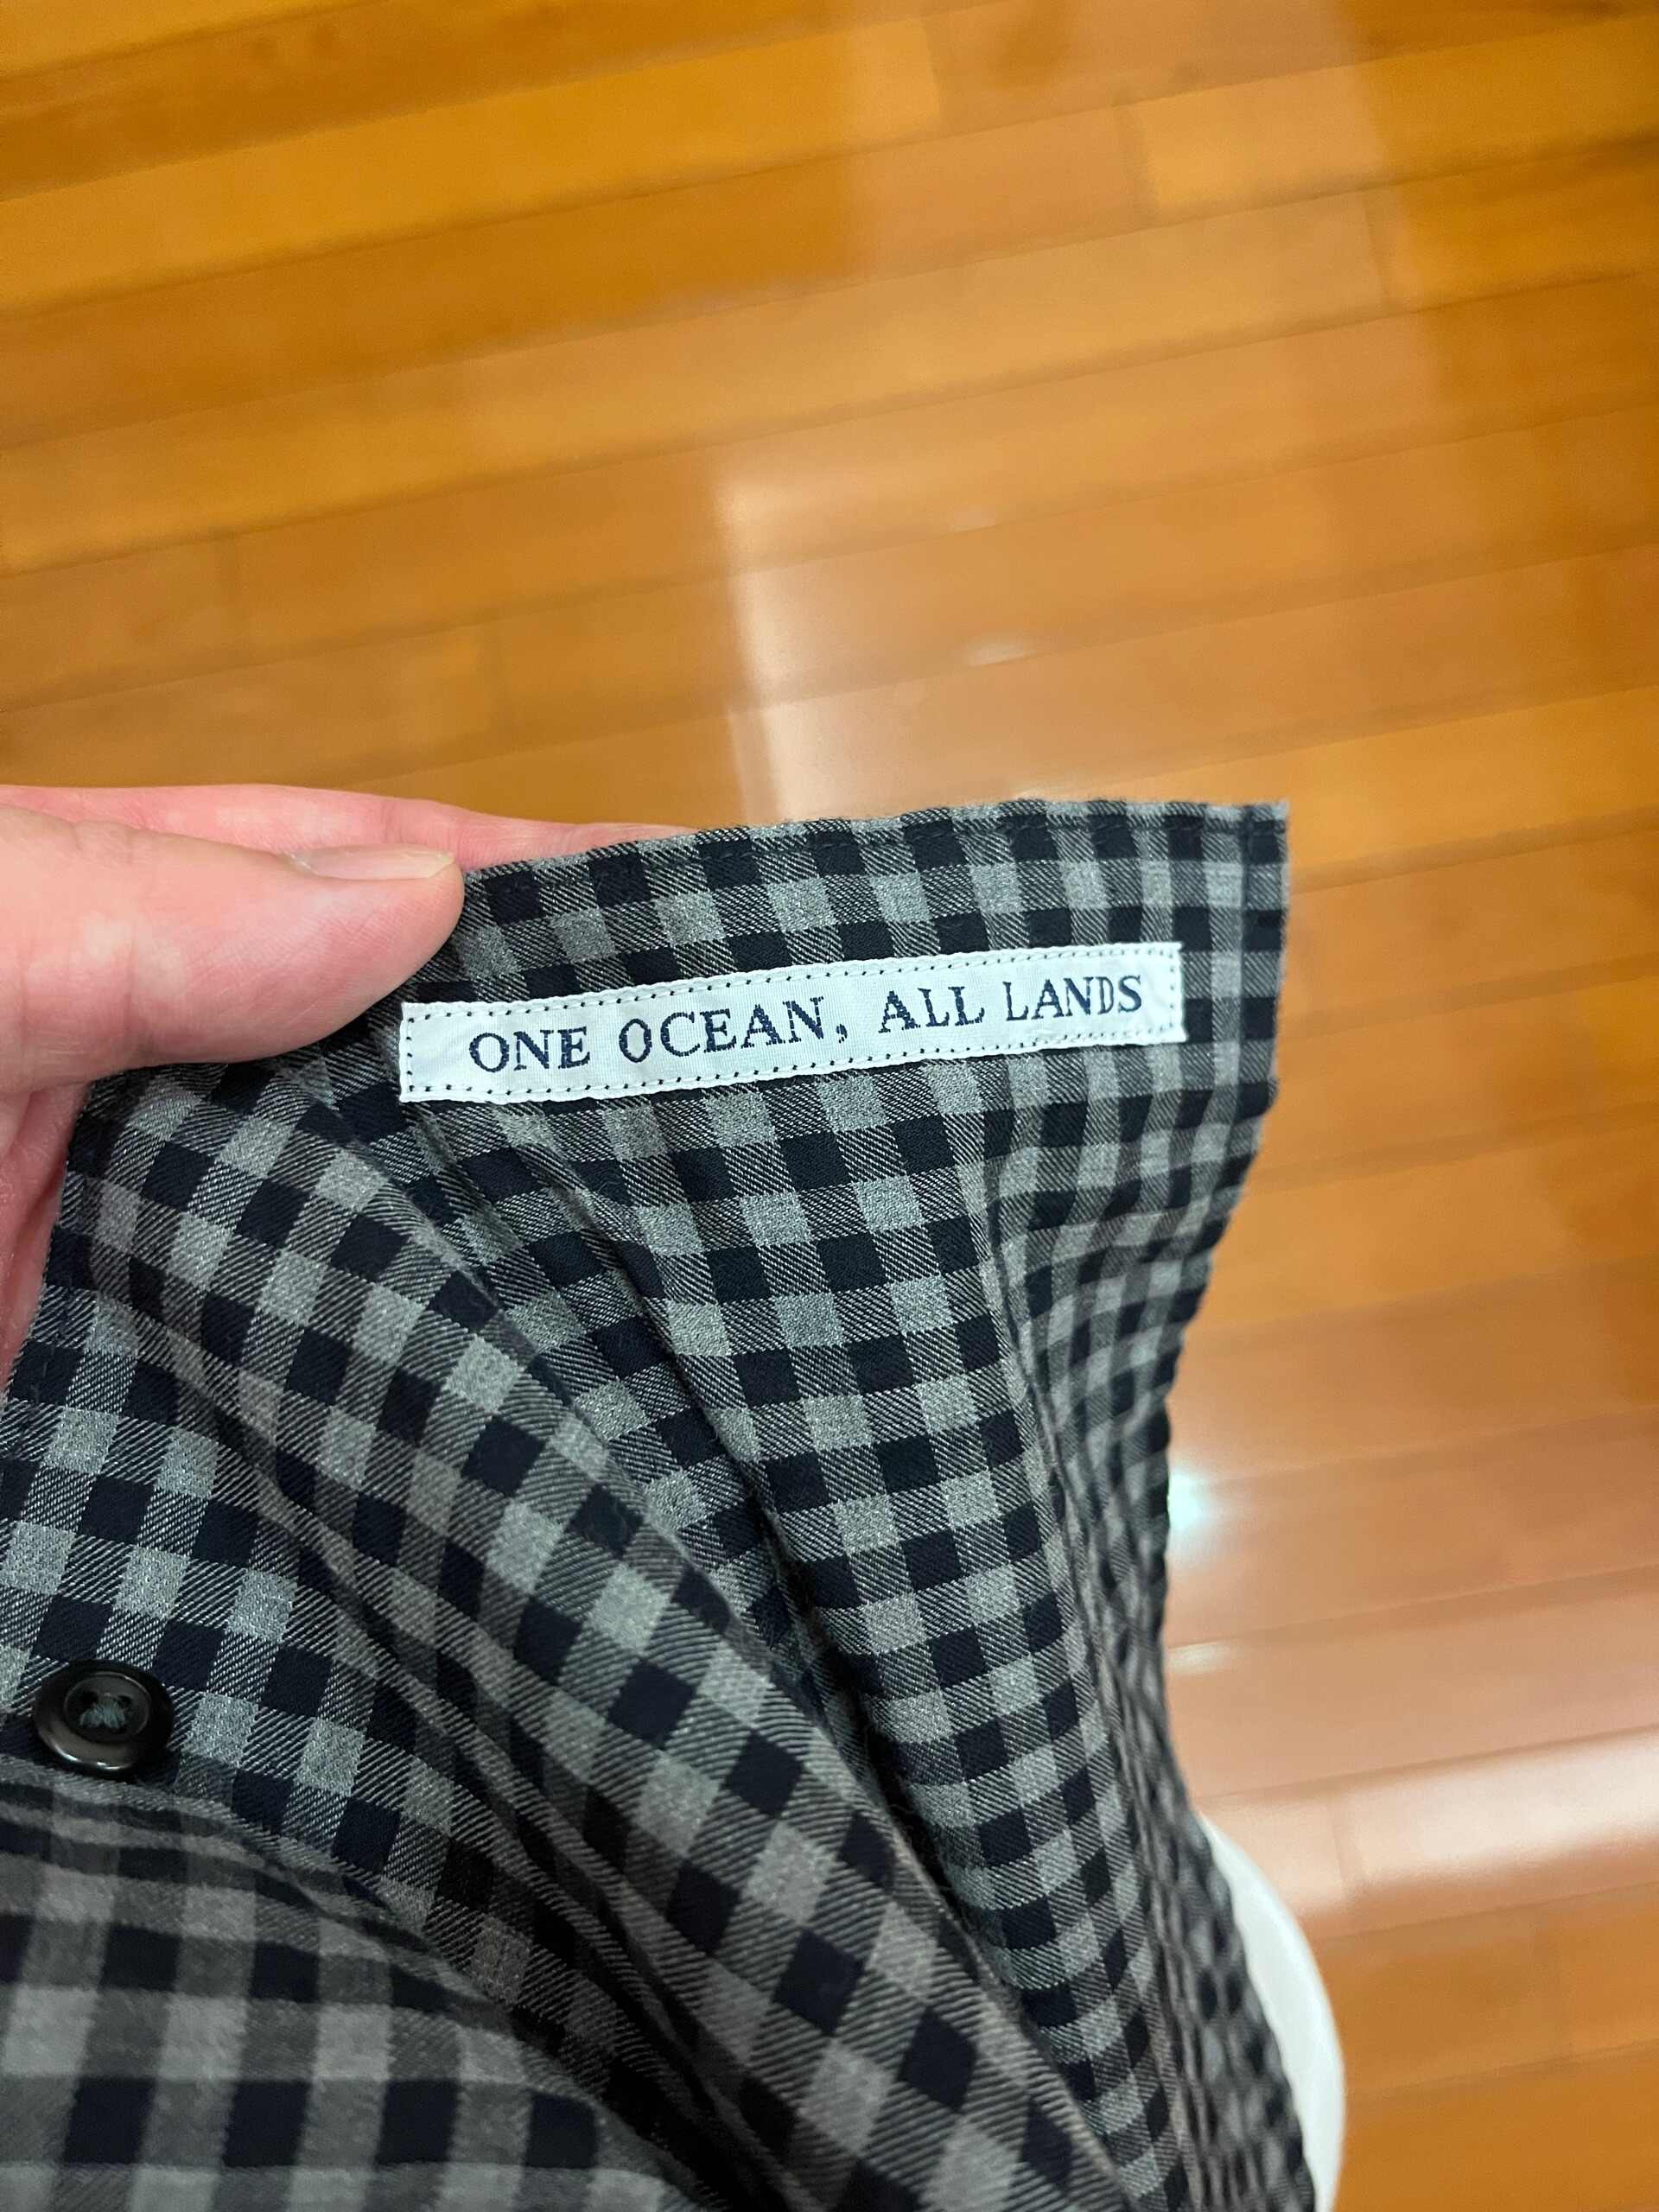 ONE OCEAN, ALL LANDS